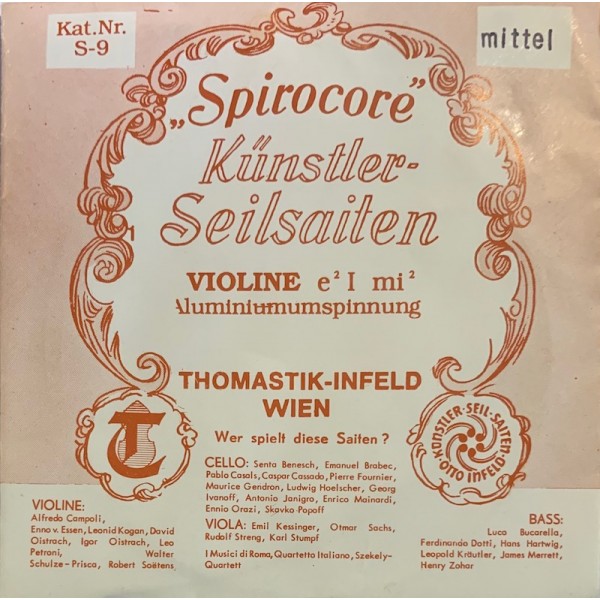 Kat.Nr.
S-9
mittel
„Spirocore”
Künstler-
Seilsaiten
VIOLINE e² I mi²
Aluminiumumspinnung
THOMASTIK-INFELD
WIEN
Wer spielt diese Saiten?
KÜNSTLER-SEIL-SAITEN
OTTO INFELD
CELLO: Senta Benesch, Emanuel Brabec,
Pablo Casals, Caspar Cassado, Pierre Fournier,
Maurice Gendron, Ludwig Hoelscher, Georg
Ivanoff, Antonio Janigro, Enrico Mainardi,
Ennio Orazi, Skavko Popoff
VIOLA: Emil Kessinger, Otmar Sachs,
Rudolf Streng, Karl Stumpf
I Musici di Roma, Quartetto Italiano, Szekely-
Quartett
VIOLINE:
Alfredo Campoli,
Enno v. Essen, Leonid Kogan, David
Oistrach, Igor Oistrach, Leo
Petroni, Walter
Schulze-Prisca, Robert Soëtens,
BASS:
Luco Bucarella,
Ferdinando Dotti, Hans Hartwig,
Leopold Kräutler, James Merrett,
Henry Zohar